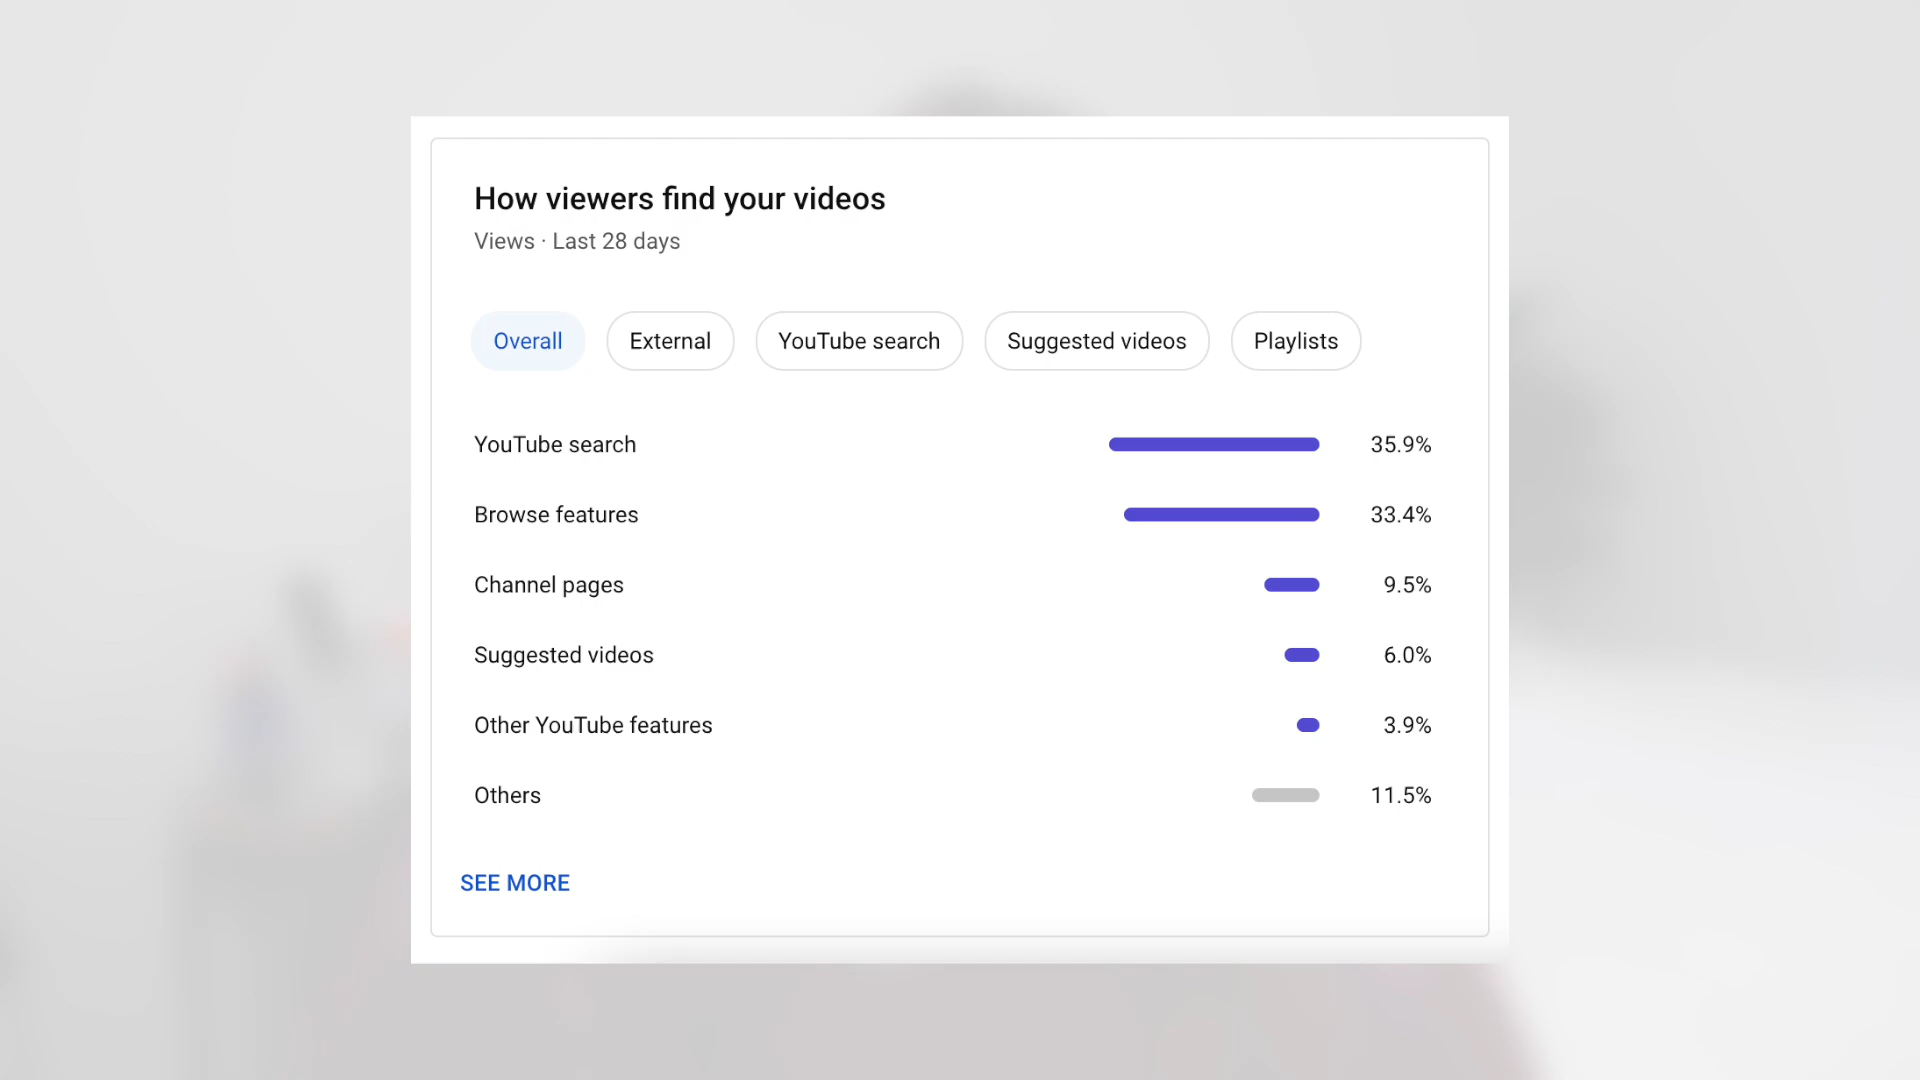 How viewers find your videos
Views · Last 28 days
Overall External YouTube search Suggested videos Playlists
YouTube search 35.9%
Browse features 33.4%
Channel pages 9.5%
Suggested videos 6.0%
Other YouTube features 3.9%
Others 11.5%
SEE MORE